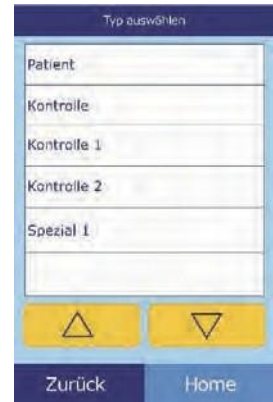 Typ auswählen
Patient
Kontrolle
Kontrolle 1
Kontrolle 2
Spezial 1
Zurück Home